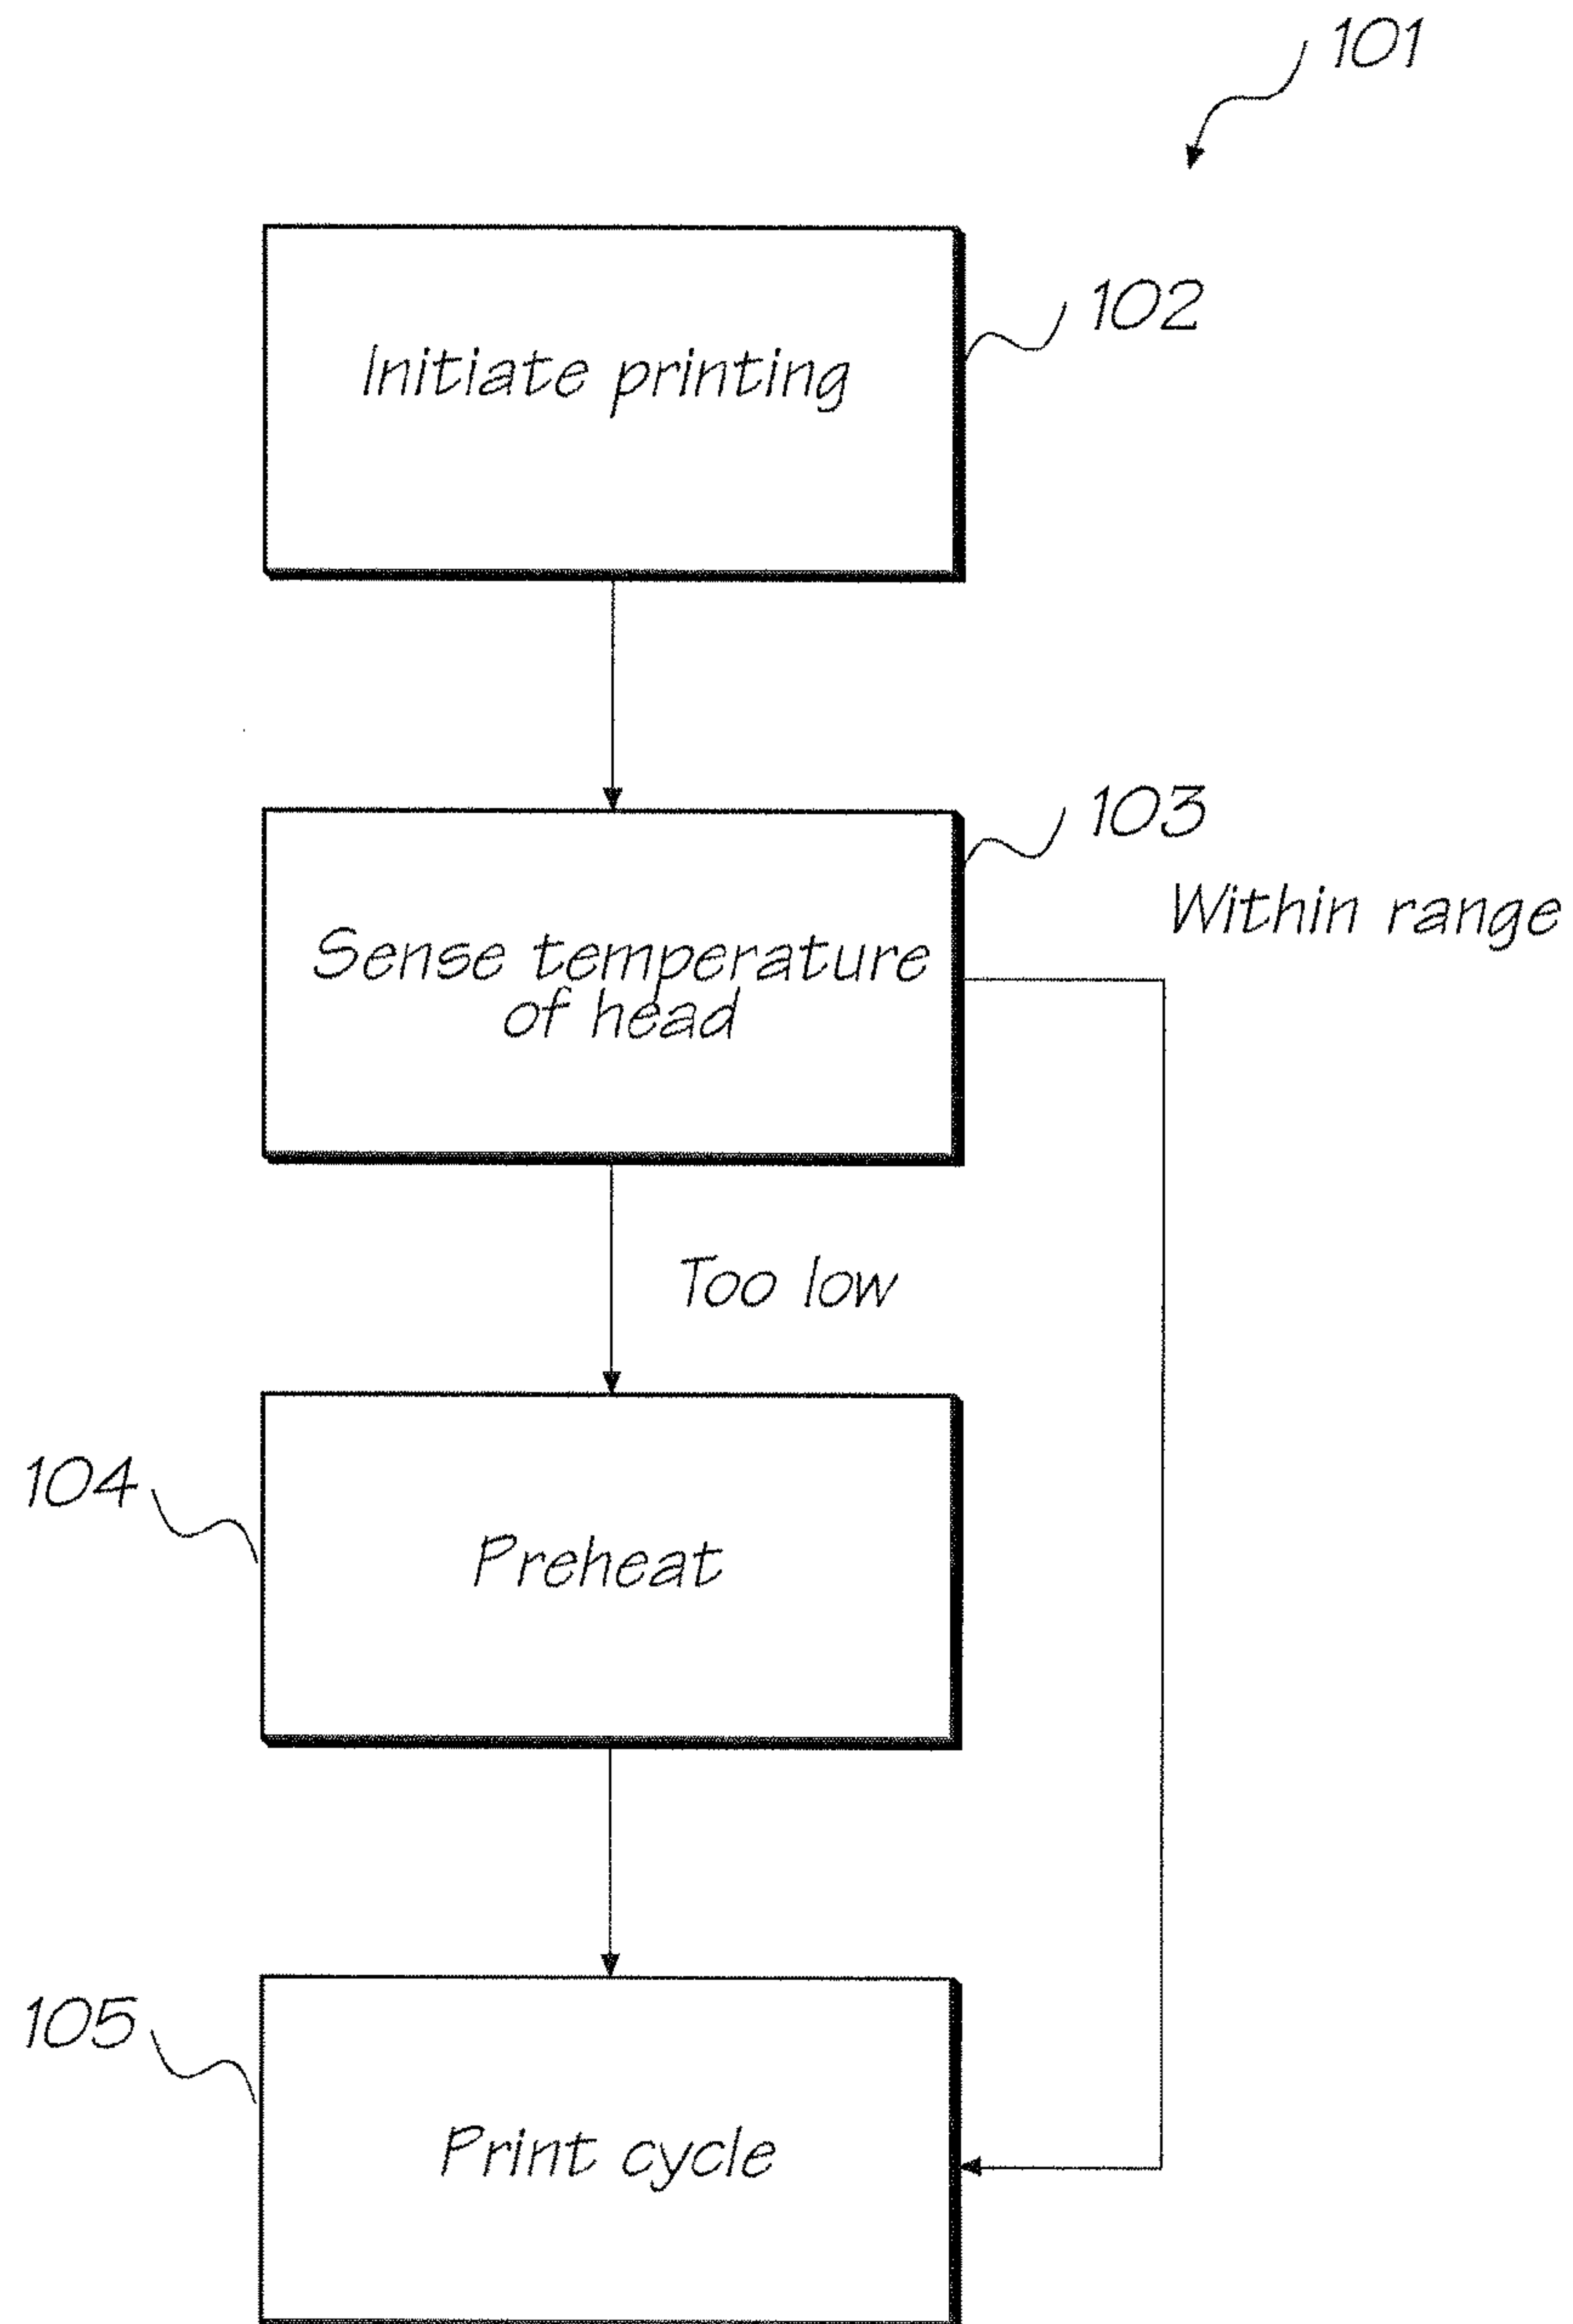 101
Initiate printing
102
103
Within range
Sense temperature
of head
Too low
104
Preheat
105
Print cycle